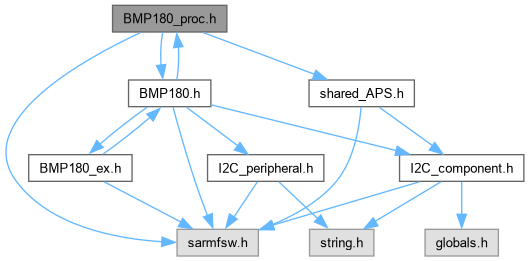 BMP180_proc.h
BMP180.h
shared_APS.h
BMP180_ex.h
I2C_peripheral.h
I2C_component.h
sarmfsw.h
string.h
globals.h